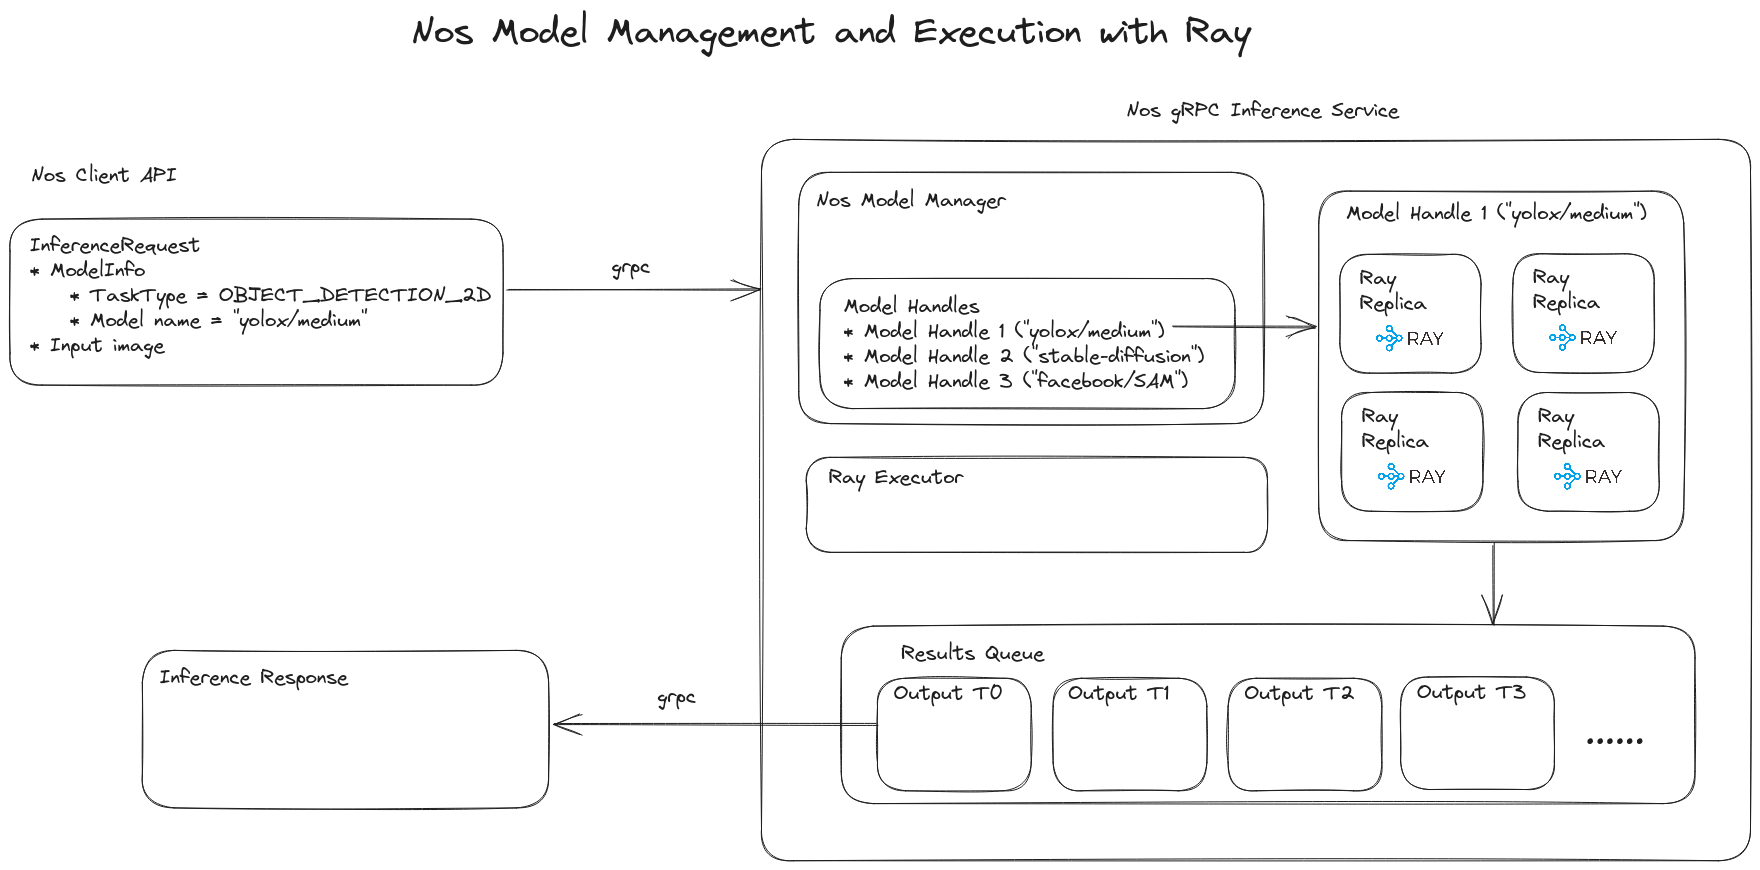 Nos Model Management and Execution with Ray
Nos gRPC Inference Service
Nos Client API
InferenceRequest
* ModelInfo
* TaskType = OBJECT_DETECTION_2D
* Model name = "yolox/medium"
* Input image
grpc
Nos Model Manager
Model Handles
* Model Handle 1 ("yolox/medium")
* Model Handle 2 ("stable-diffusion")
* Model Handle 3 ("facebook/SAM")
Model Handle 1 ("yolox/medium")
Ray
Replica
RAY
Ray
Replica
RAY
Ray
Replica
RAY
Ray
Replica
RAY
Ray Executor
Results Queue
Output T0
Output T1
Output T2
Output T3
......
grpc
Inference Response